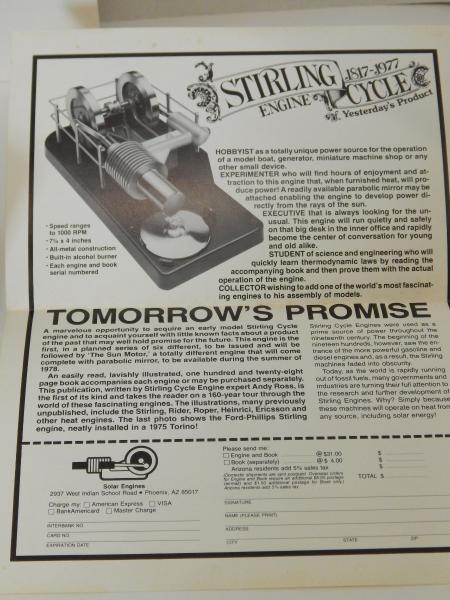 STIRLING
ENGINE
1817-1977
CYCLE
Yesterday's Product
HOBBYIST as a totally unique power source for the operation
of a model boat, generator, miniature machine shop or any
other small device.
EXPERIMENTER who will find hours of enjoyment and at-
traction to this engine that, when furnished heat, will pro-
duce power! A readily available parabolic mirror may be
attached enabling the engine to develop power di-
rectly from the rays of the sun.
EXECUTIVE that is always looking for the un-
usual. This engine will run quietly and safely
on that big desk in the inner office and rapidly
become the center of conversation for young
and old alike.
STUDENT of science and engineering who will
quickly learn thermodynamic laws by reading the
accompanying book and then prove them with the actual
operation of the engine.
COLLECTOR wishing to add one of the world's most fascinat-
ing engines to his assembly of models.
• Speed ranges
to 1000 RPM
• 7¼ x 4 inches
• All-metal construction
• Built-in alcohol burner
• Each engine and book
serial numbered
TOMORROW'S PROMISE
A marvelous opportunity to acquire an early model Stirling Cycle
engine and to acquaint yourself with little known facts about a product
of the past that may well hold promise for the future. This engine is the
first, in a planned series of six different, to be issued and will be
followed by 'The Sun Motor,' a totally different engine that will come
complete with parabolic mirror, to be available during the summer of
1978.
An easily read, lavishly illustrated, one hundred and twenty-eight
page book accompanies each engine or may be purchased separately.
This publication, written by Stirling Cycle Engine expert Andy Ross, is
the first of its kind and takes the reader on a 160-year tour through the
world of these fascinating engines. The illustrations, many previously
unpublished, include the Stirling, Rider, Roper, Heinrici, Ericsson and
other heat engines. The last photo shows the Ford-Phillips Stirling
engine, neatly installed in a 1975 Torino!
Stirling Cycle Engines were used as a
prime source of power throughout the
nineteenth century. The beginning of the
nineteen hundreds, however, saw the en-
trance of the more powerful gasoline and
diesel engines and, as a result, the Stirling
machines faded into obscurity.
Today, as the world is rapidly running
out of fossil fuels, many governments and
industries are turning their full attention to
the research and further development of
Stirling Engines. Why? Simply because
these machines will operate on heat from
any source, including solar energy!
Solar Engines
2937 West Indian School Road • Phoenix, AZ 85017
Charge my: American Express VISA
BankAmericard Master Charge
INTERBANK NO.
CARD NO.
EXPIRATION DATE
Please send me:
Engine and Book @ $31.00 $
Book (separately) @ $ 4.00 $
Arizona residents add 5% sales tax $
TOTAL $
SIGNATURE
NAME (PLEASE PRINT)
ADDRESS
CITY STATE ZIP